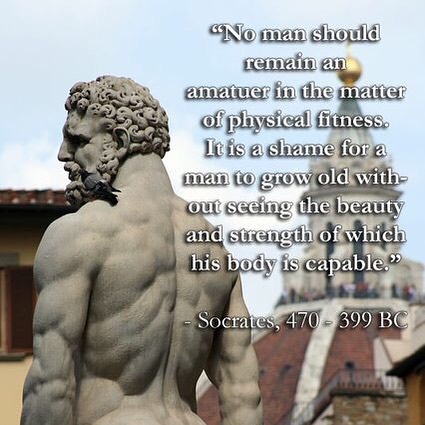 “No man should
remain an
amatuer in the matter
of physical fitness.
It is a shame for a
man to grow old with-
out seeing the beauty
and strength of which
his body is capable.”
- Socrates, 470 - 399 BC